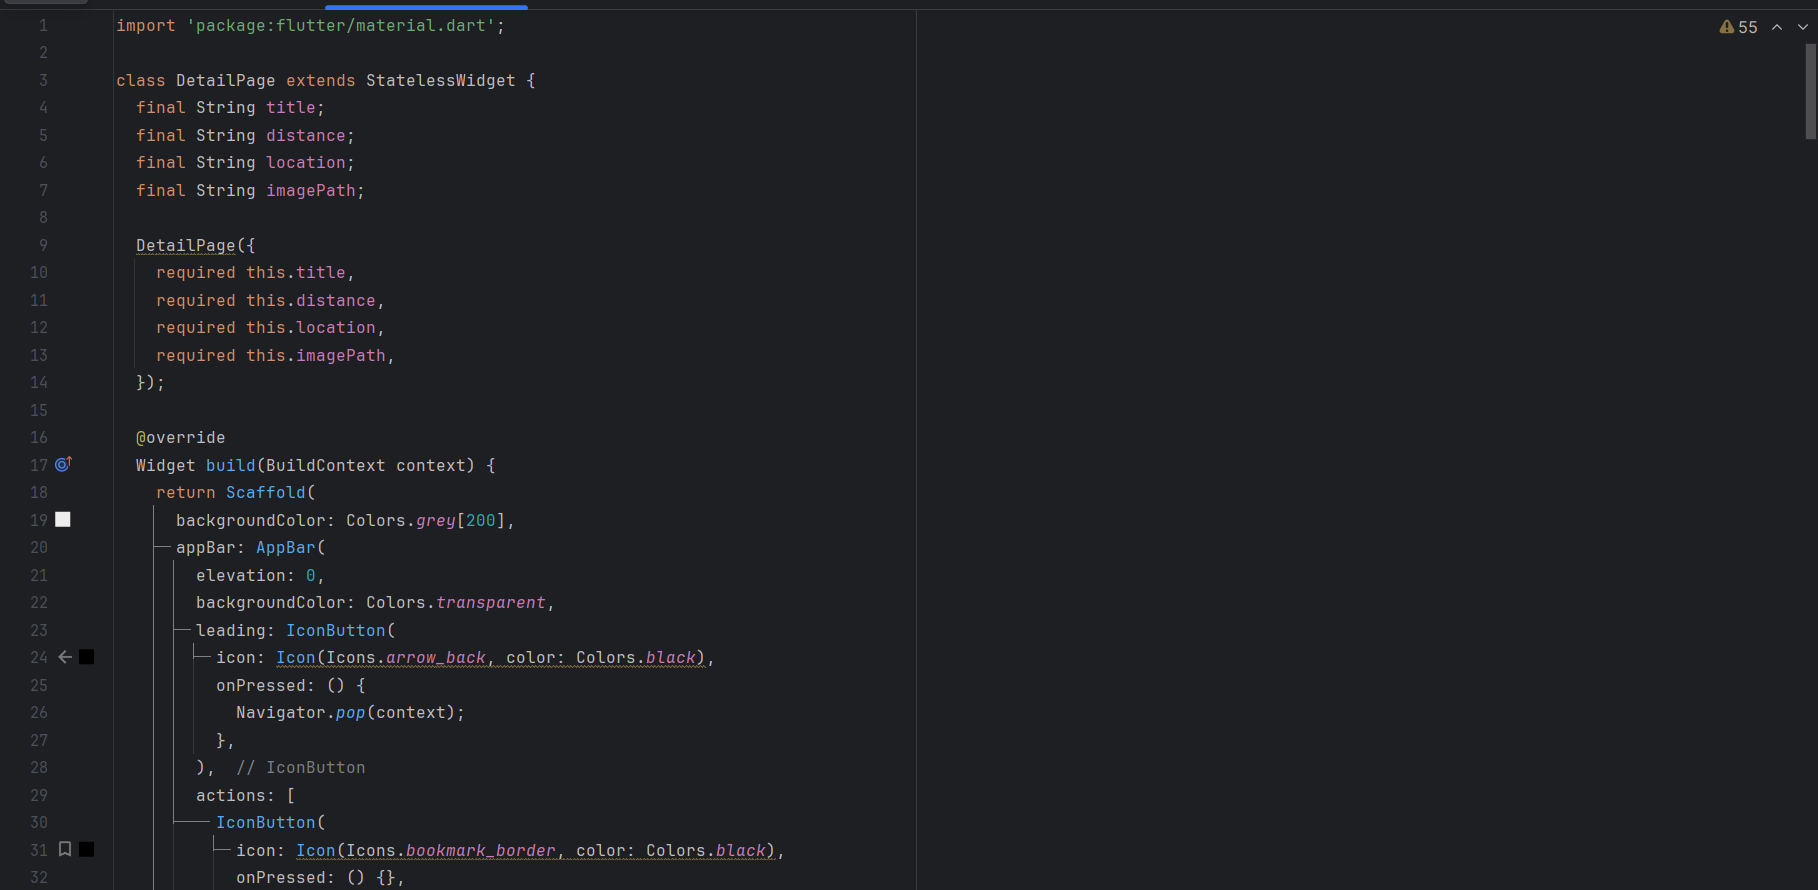 55
1 import 'package:flutter/material.dart';
2
3 class DetailPage extends StatelessWidget {
4 final String title;
5 final String distance;
6 final String location;
7 final String imagePath;
8
9 DetailPage({
10 required this.title,
11 required this.distance,
12 required this.location,
13 required this.imagePath,
14 });
15
16 @override
17 Widget build(BuildContext context) {
18 return Scaffold(
19 backgroundColor: Colors.grey[200],
20 appBar: AppBar(
21 elevation: 0,
22 backgroundColor: Colors.transparent,
23 leading: IconButton(
24 icon: Icon(Icons.arrow_back, color: Colors.black),
25 onPressed: () {
26 Navigator.pop(context);
27 },
28 ), // IconButton
29 actions: [
30 IconButton(
31 icon: Icon(Icons.bookmark_border, color: Colors.black),
32 onPressed: () {},